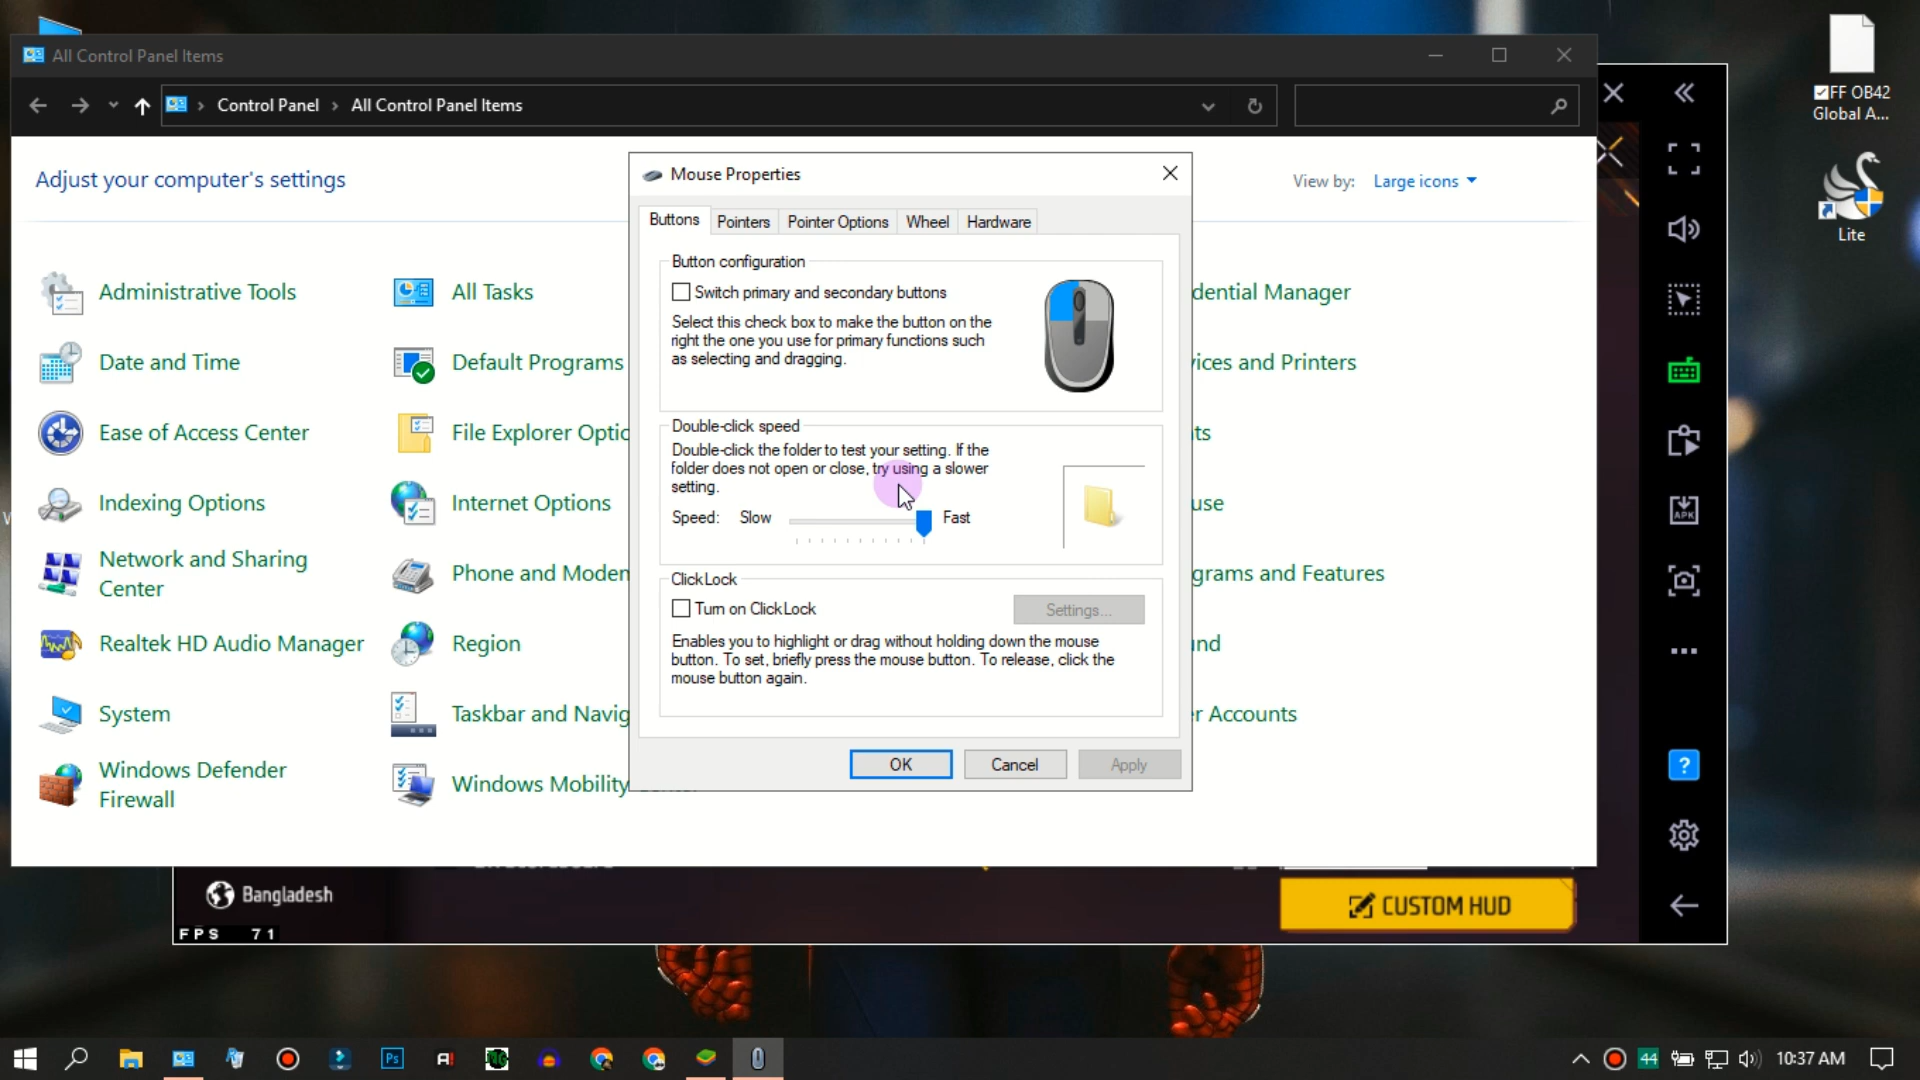 All Control Panel Items
Control Panel
All Control Panel Items
Adjust your computer's settings
View by:
Large icons
Administrative Tools
All Tasks
dential Manager
Date and Time
Default Programs
ices and Printers
Ease of Access Center
File Explorer Optic
ts
Indexing Options
Internet Options
use
Network and Sharing
Center
Phone and Modem
grams and Features
Realtek HD Audio Manager
Region
und
System
Taskbar and Navig
r Accounts
Windows Defender
Firewall
Windows Mobility
Mouse Properties
Buttons
Pointers
Pointer Options
Wheel
Hardware
Button configuration
Switch primary and secondary buttons
Select this check box to make the button on the
right the one you use for primary functions such
as selecting and dragging.
Double-click speed
Double-click the folder to test your setting. If the
folder does not open or close, try using a slower
setting.
Speed:
Slow
Fast
ClickLock
Turn on ClickLock
Settings...
Enables you to highlight or drag without holding down the mouse
button. To set, briefly press the mouse button. To release, click the
mouse button again.
OK
Cancel
Apply
FF OB42
Global A...
Lite
APK
?
Bangladesh
FPS 71
CUSTOM HUD
Ps
44
10:37 AM